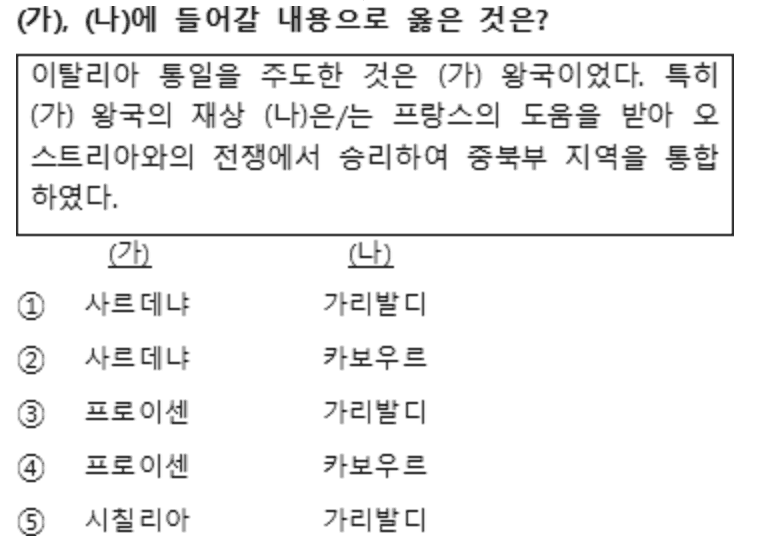 (가), (나)에 들어갈 내용으로 옳은 것은?
이탈리아 통일을 주도한 것은 (가) 왕국이었다. 특히
(가) 왕국의 재상 (나)은/는 프랑스의 도움을 받아 오
스트리아와의 전쟁에서 승리하여 중북부 지역을 통합
하였다.
(가) (나)
① 사르데냐 가리발디
② 사르데냐 카보우르
③ 프로이센 가리발디
④ 프로이센 카보우르
⑤ 시칠리아 가리발디